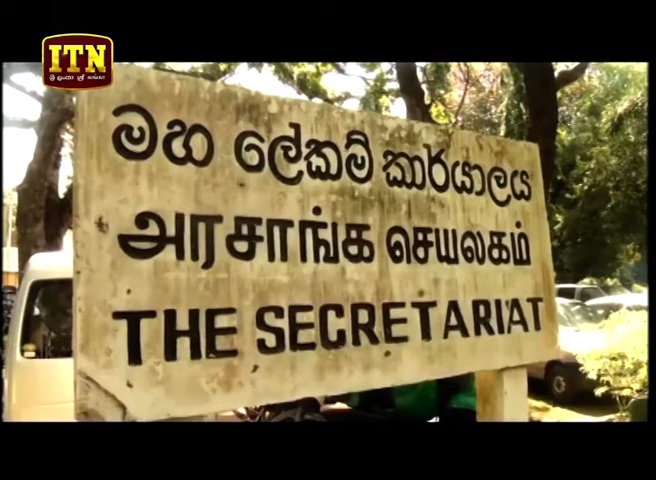 ITN
මහ ලේකම් කාර්යාලය
அரசாங்க செயலகம்
THE SECRETARIAT